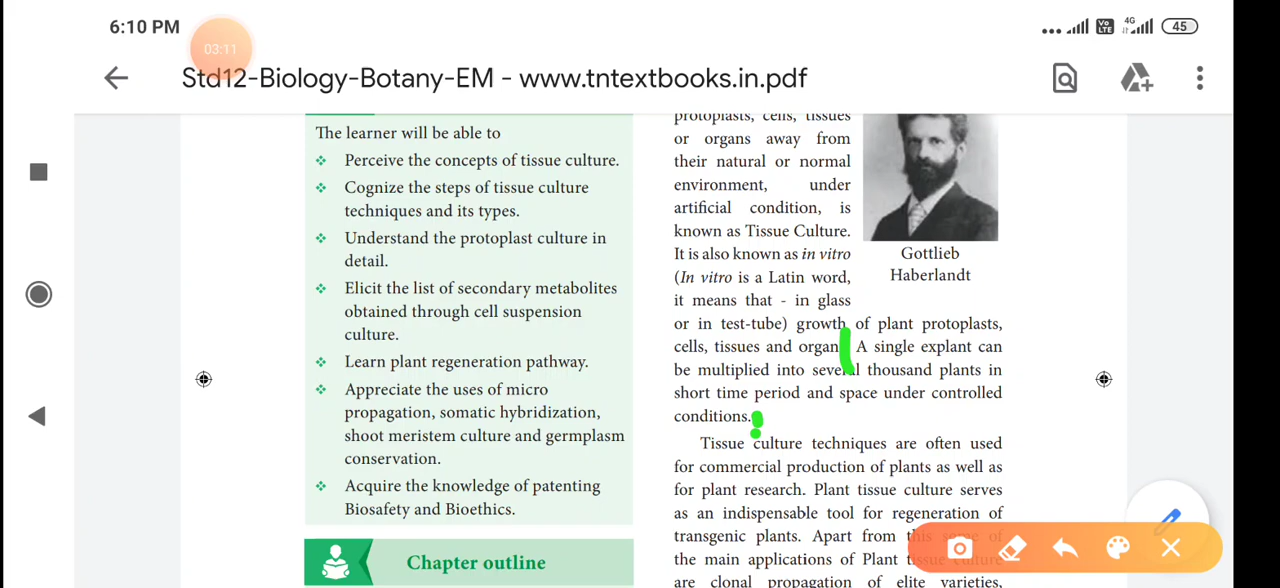 6:10 PM
Vo LTE
4G
45
03:11
Std12-Biology-Botany-EM - www.tntextbooks.in.pdf
The learner will be able to
Perceive the concepts of tissue culture.
Cognize the steps of tissue culture
techniques and its types.
Understand the protoplast culture in
detail.
Elicit the list of secondary metabolites
obtained through cell suspension
culture.
Learn plant regeneration pathway.
Appreciate the uses of micro
propagation, somatic hybridization,
shoot meristem culture and germplasm
conservation.
Acquire the knowledge of patenting
Biosafety and Bioethics.
Chapter outline
protoplasts, cells, tissues
or organs away from
their natural or normal
environment, under
artificial condition, is
known as Tissue Culture.
It is also known as in vitro
(In vitro is a Latin word,
it means that - in glass
or in test-tube) growth of plant protoplasts,
cells, tissues and organ A single explant can
be multiplied into several thousand plants in
short time period and space under controlled
conditions.
Tissue culture techniques are often used
for commercial production of plants as well as
for plant research. Plant tissue culture serves
as an indispensable tool for regeneration of
transgenic plants. Apart from this some of
the main applications of Plant tissue culture
are clonal propagation of elite varieties,
Gottlieb
Haberlandt